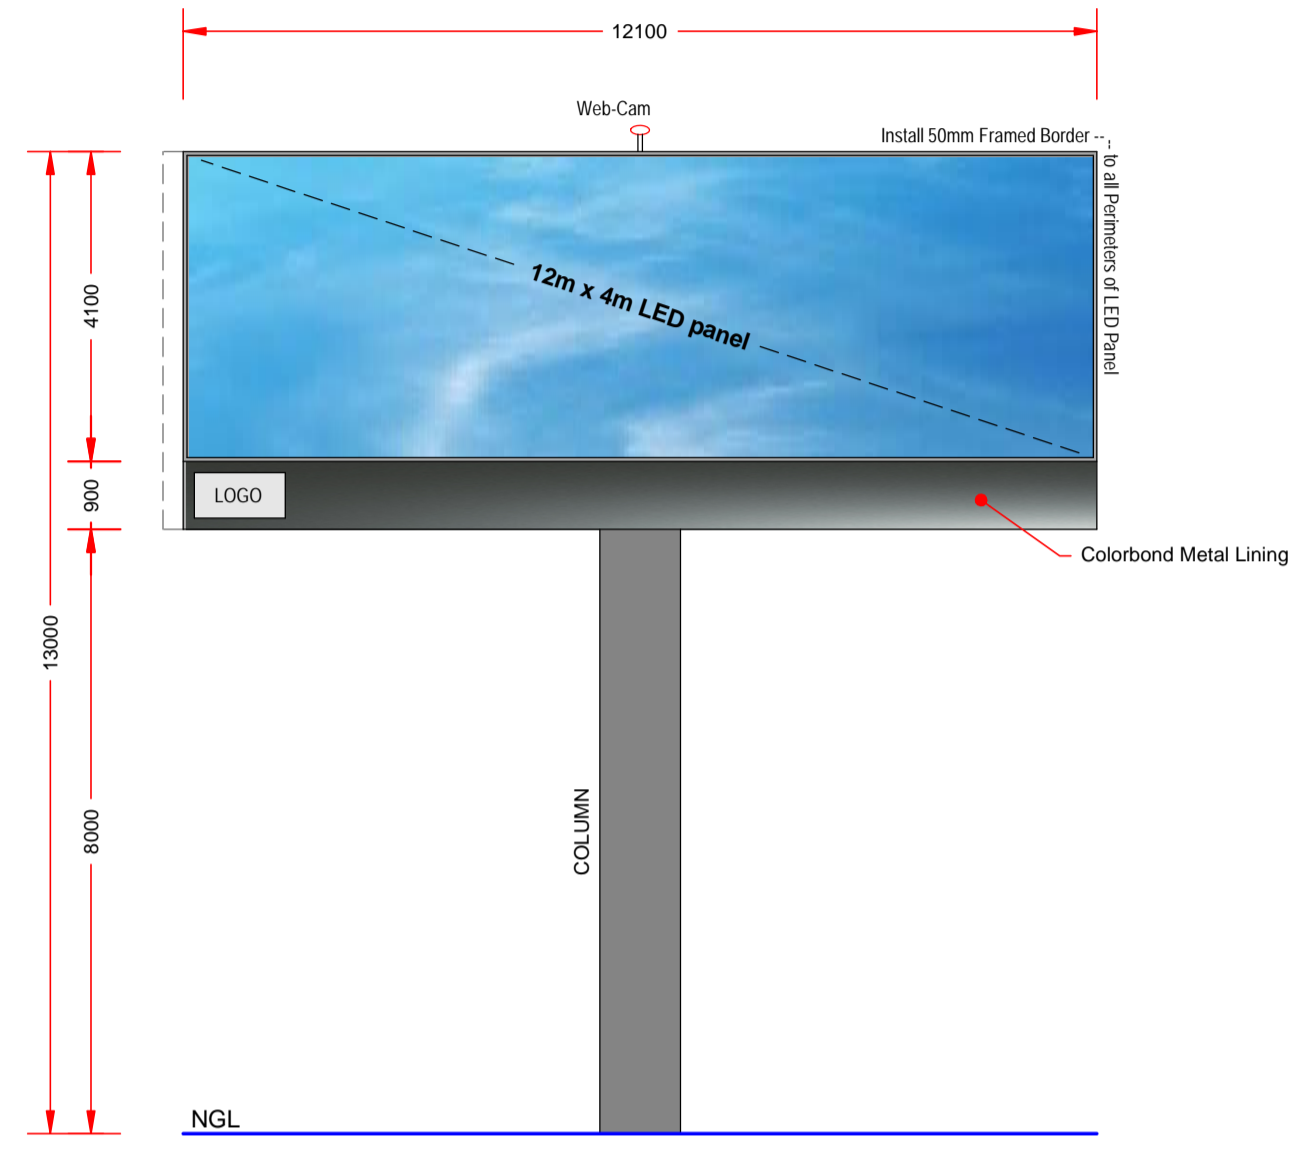 12100
Web-Cam
Install 50mm Framed Border --
-- to all Perimeters of LED Panel
12m x 4m LED panel
4100
LOGO
900
Colorbond Metal Lining
13000
8000
COLUMN
NGL